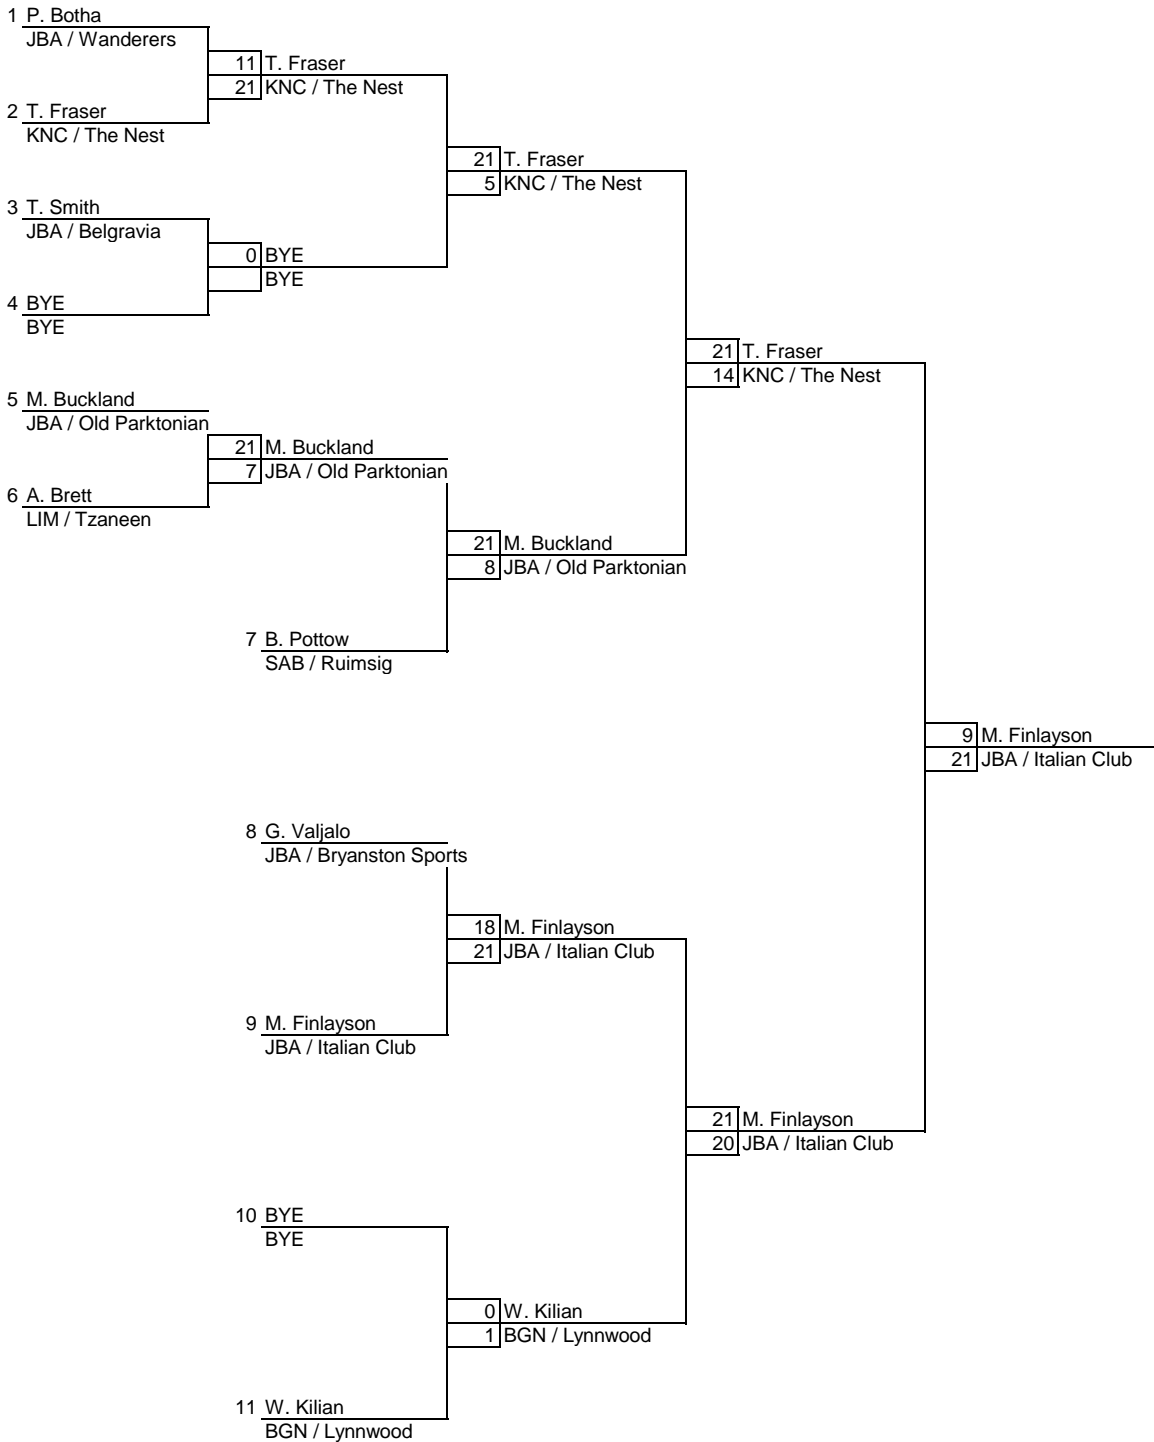 1 P. Botha
JBA / Wanderers
11 T. Fraser
21 KNC / The Nest
2 T. Fraser
KNC / The Nest
21 T. Fraser
5 KNC / The Nest
3 T. Smith
JBA / Belgravia
0 BYE
BYE
4 BYE
BYE
21 T. Fraser
14 KNC / The Nest
5 M. Buckland
JBA / Old Parktonian
21 M. Buckland
7 JBA / Old Parktonian
6 A. Brett
LIM / Tzaneen
21 M. Buckland
8 JBA / Old Parktonian
7 B. Pottow
SAB / Ruimsig
9 M. Finlayson
21 JBA / Italian Club
8 G. Valjalo
JBA / Bryanston Sports
18 M. Finlayson
21 JBA / Italian Club
9 M. Finlayson
JBA / Italian Club
21 M. Finlayson
20 JBA / Italian Club
10 BYE
BYE
0 W. Kilian
1 BGN / Lynnwood
11 W. Kilian
BGN / Lynnwood